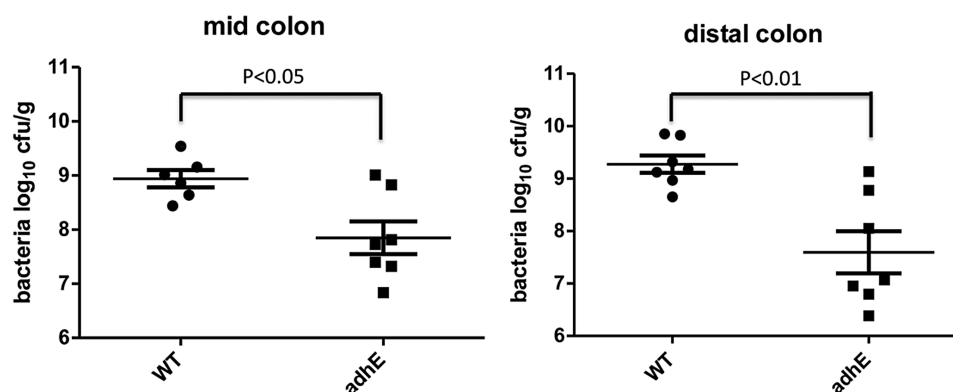 mid colon
P<0.05
bacteria log10 cfu/g
11
10
9
8
7
6
WT
adhE
distal colon
P<0.01
bacteria log10 cfu/g
11
10
9
8
7
6
WT
adhE